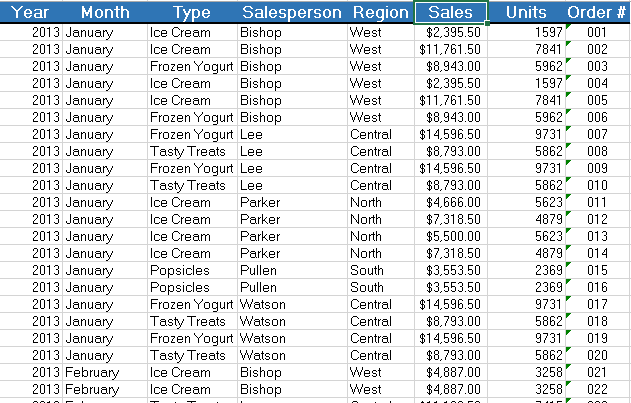 Year Month Type Salesperson Region Sales Units Order #
2013 January Ice Cream Bishop West $2,395.50 1597 001
2013 January Ice Cream Bishop West $11,761.50 7841 002
2013 January Frozen Yogurt Bishop West $8,943.00 5962 003
2013 January Ice Cream Bishop West $2,395.50 1597 004
2013 January Ice Cream Bishop West $11,761.50 7841 005
2013 January Frozen Yogurt Bishop West $8,943.00 5962 006
2013 January Frozen Yogurt Lee Central $14,596.50 9731 007
2013 January Tasty Treats Lee Central $8,793.00 5862 008
2013 January Frozen Yogurt Lee Central $14,596.50 9731 009
2013 January Tasty Treats Lee Central $8,793.00 5862 010
2013 January Ice Cream Parker North $4,666.00 5623 011
2013 January Ice Cream Parker North $7,318.50 4879 012
2013 January Ice Cream Parker North $5,500.00 5623 013
2013 January Ice Cream Parker North $7,318.50 4879 014
2013 January Popsicles Pullen South $3,553.50 2369 015
2013 January Popsicles Pullen South $3,553.50 2369 016
2013 January Frozen Yogurt Watson Central $14,596.50 9731 017
2013 January Tasty Treats Watson Central $8,793.00 5862 018
2013 January Frozen Yogurt Watson Central $14,596.50 9731 019
2013 January Tasty Treats Watson Central $8,793.00 5862 020
2013 February Ice Cream Bishop West $4,887.00 3258 021
2013 February Ice Cream Bishop West $4,887.00 3258 022